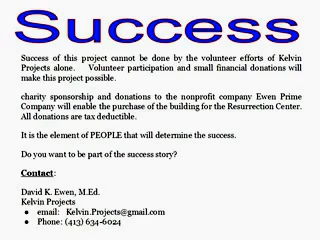 Success
Success of this project cannot be done by the volunteer efforts of Kelvin
Projects alone. Volunteer participation and small financial donations will
make this project possible.
charity sponsorship and donations to the nonprofit company Ewen Prime
Company will enable the purchase of the building for the Resurrection Center.
All donations are tax deductible.
It is the element of PEOPLE that will determine the success.
Do you want to be part of the success story?
Contact:
David K. Ewen, M.Ed.
Kelvin Projects
● email: Kelvin.Projects@gmail.com
● Phone: (413) 634-6024